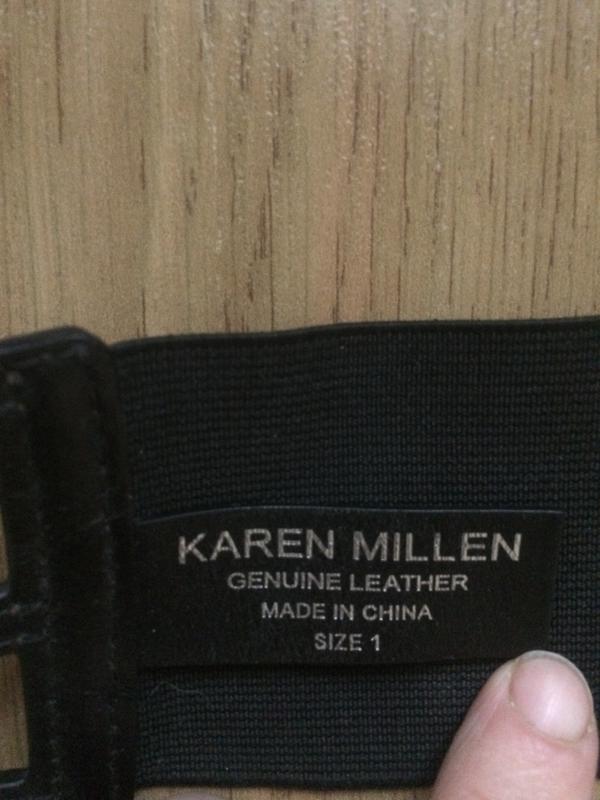 KAREN MILLEN
GENUINE LEATHER
MADE IN CHINA
SIZE 1